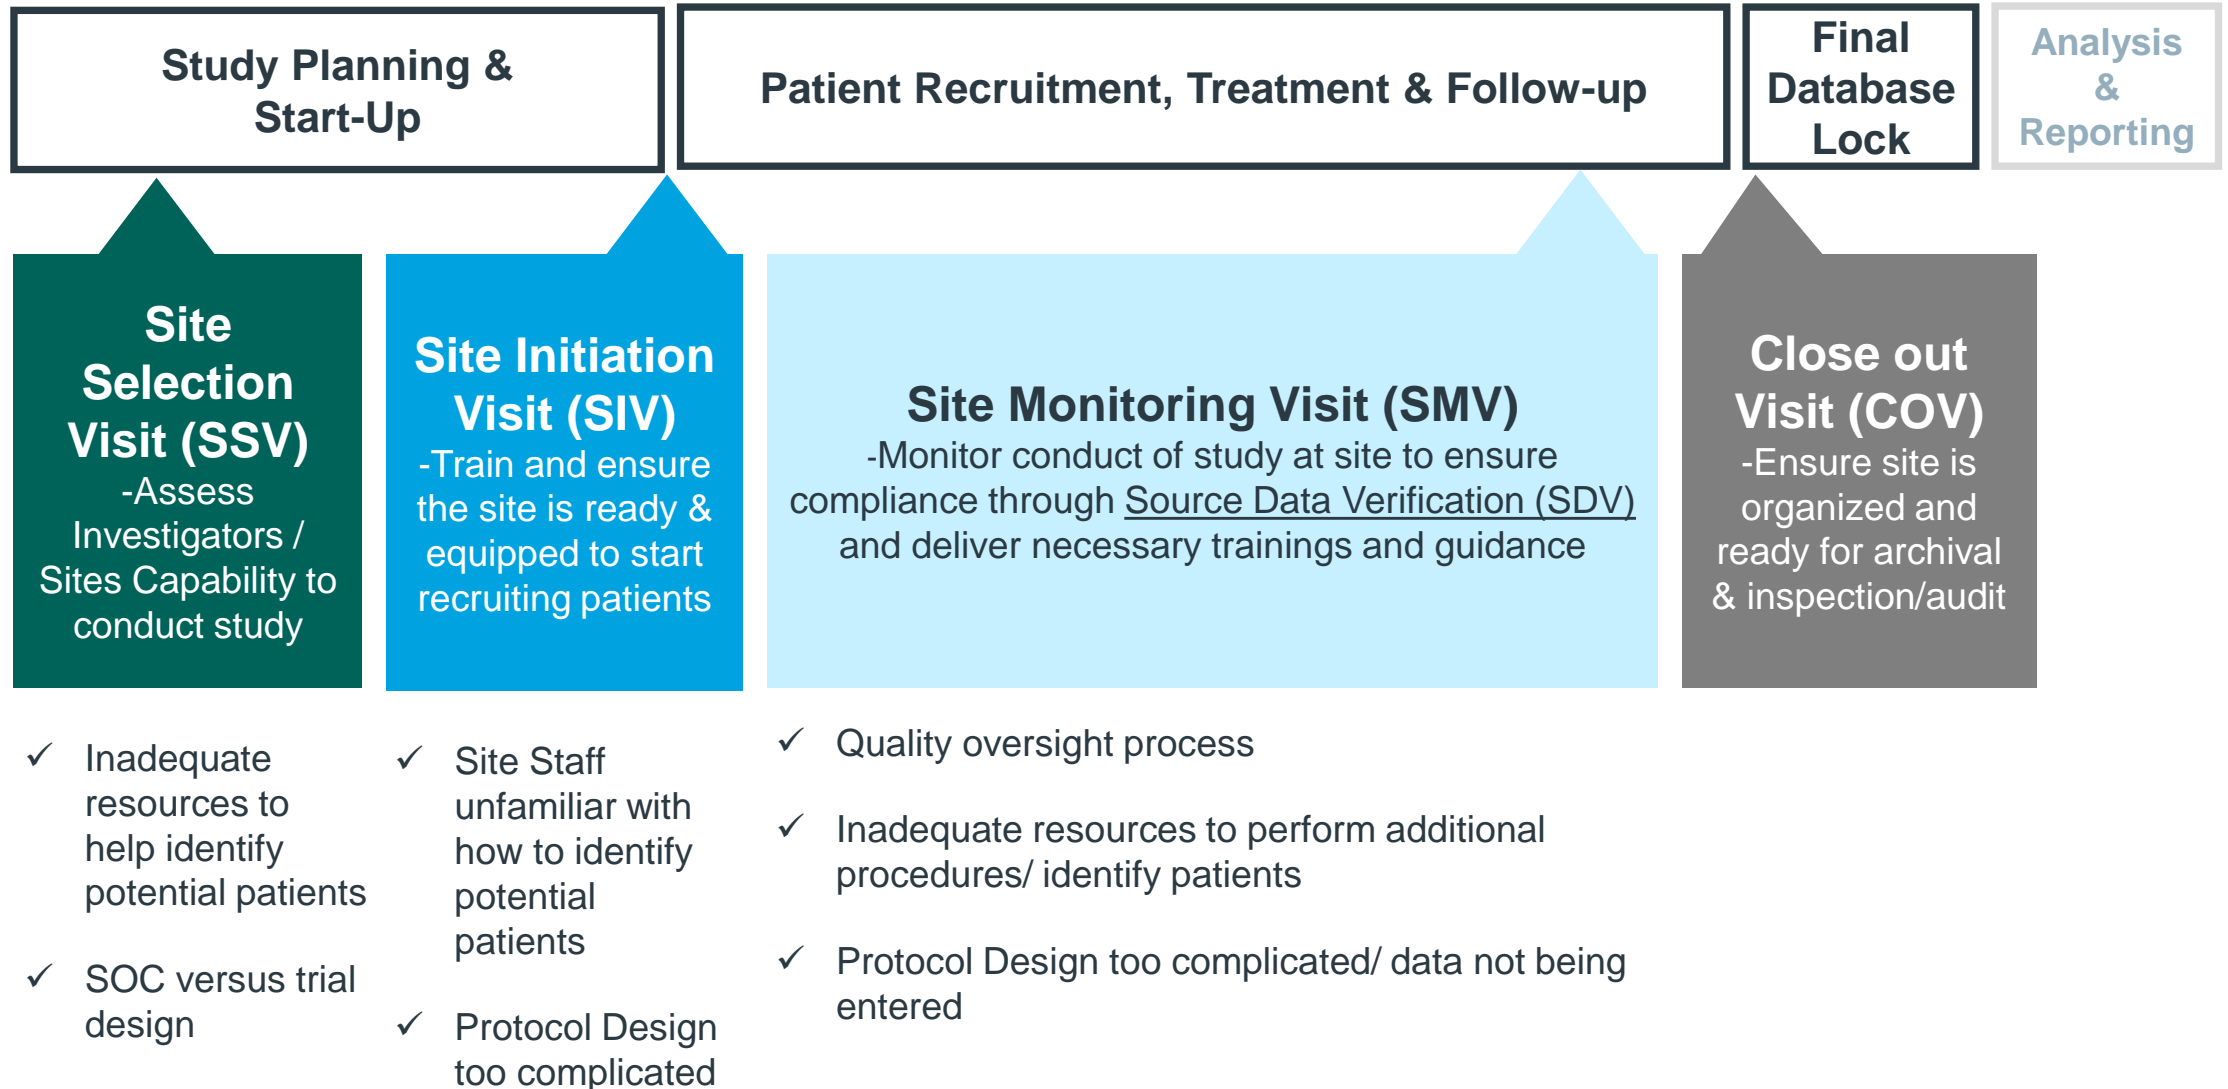 Study Planning &
Start-Up
Patient Recruitment, Treatment & Follow-up
Final
Database
Lock
Analysis
&
Reporting
Site
Selection
Visit (SSV)
-Assess
Investigators /
Sites Capability to
conduct study
Site Initiation
Visit (SIV)
-Train and ensure
the site is ready &
equipped to start
recruiting patients
Site Monitoring Visit (SMV)
-Monitor conduct of study at site to ensure
compliance through Source Data Verification (SDV)
and deliver necessary trainings and guidance
Close out
Visit (COV)
-Ensure site is
organized and
ready for archival
& inspection/audit
✓ Inadequate
resources to
help identify
potential patients
✓ SOC versus trial
design
✓ Site Staff
unfamiliar with
how to identify
potential
patients
✓ Protocol Design
too complicated
✓ Quality oversight process
✓ Inadequate resources to perform additional
procedures/ identify patients
✓ Protocol Design too complicated/ data not being
entered